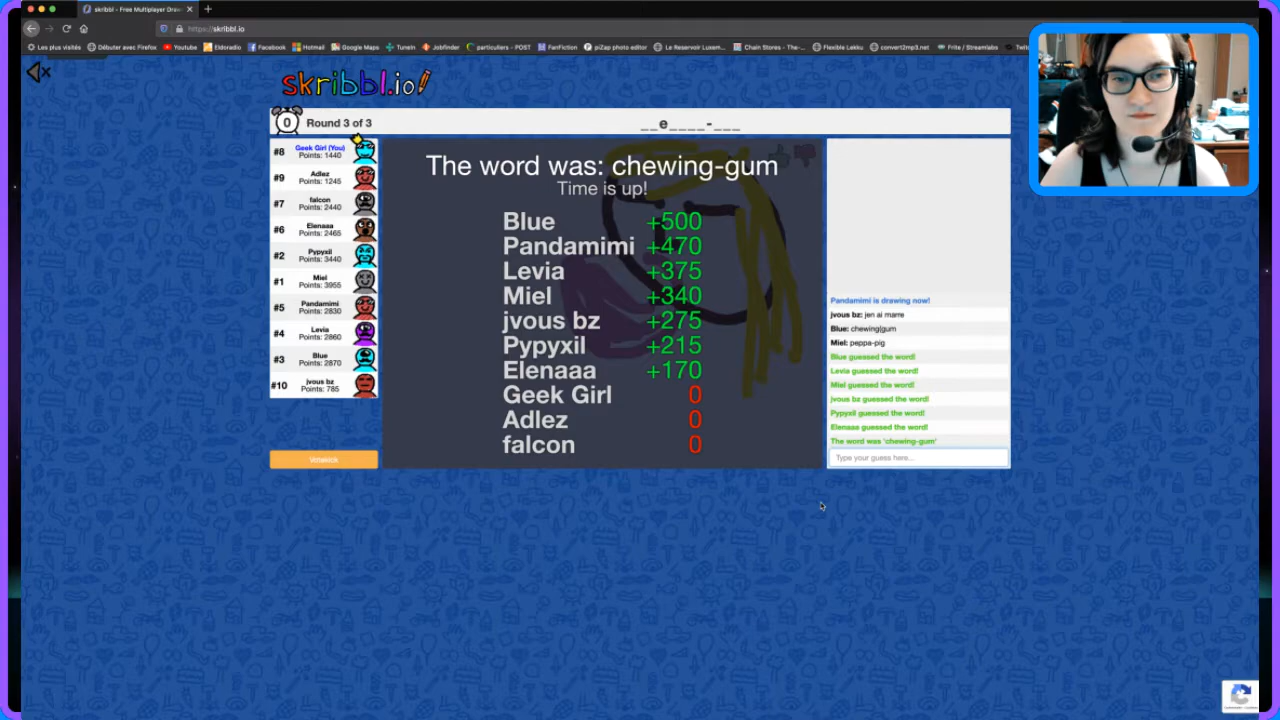 skribbl - Free Multiplayer Draw
https://skribbl.io
Les plus visités Débuter avec Firefox Youtube Eldoradio Facebook Hotmail Google Maps TuneIn Jobfinder particuliers - POST FanFiction piZap photo editor Le Reservoir Luxem... Chain Stores - The-... Flexible Lekku convert2mp3.net Frite / Streamlabs Twit
skribbl.io
0 Round 3 of 3 __e____-___
#8 Geek Girl (You)
Points: 1440
#9 Adlez
Points: 1245
#7 falcon
Points: 2440
#6 Elenaaa
Points: 2465
#2 Pypyxil
Points: 3440
#1 Miel
Points: 3955
#5 Pandamimi
Points: 2830
#4 Levia
Points: 2860
#3 Blue
Points: 2870
#10 jvous bz
Points: 785
Votekick
The word was: chewing-gum
Time is up!
Blue +500
Pandamimi +470
Levia +375
Miel +340
jvous bz +275
Pypyxil +215
Elenaaa +170
Geek Girl 0
Adlez 0
falcon 0
Pandamimi is drawing now!
jvous bz: jen ai marre
Blue: chewing(gum
Miel: peppa-pig
Blue guessed the word!
Levia guessed the word!
Miel guessed the word!
jvous bz guessed the word!
Pypyxil guessed the word!
Elenaaa guessed the word!
The word was 'chewing-gum'
Type your guess here...